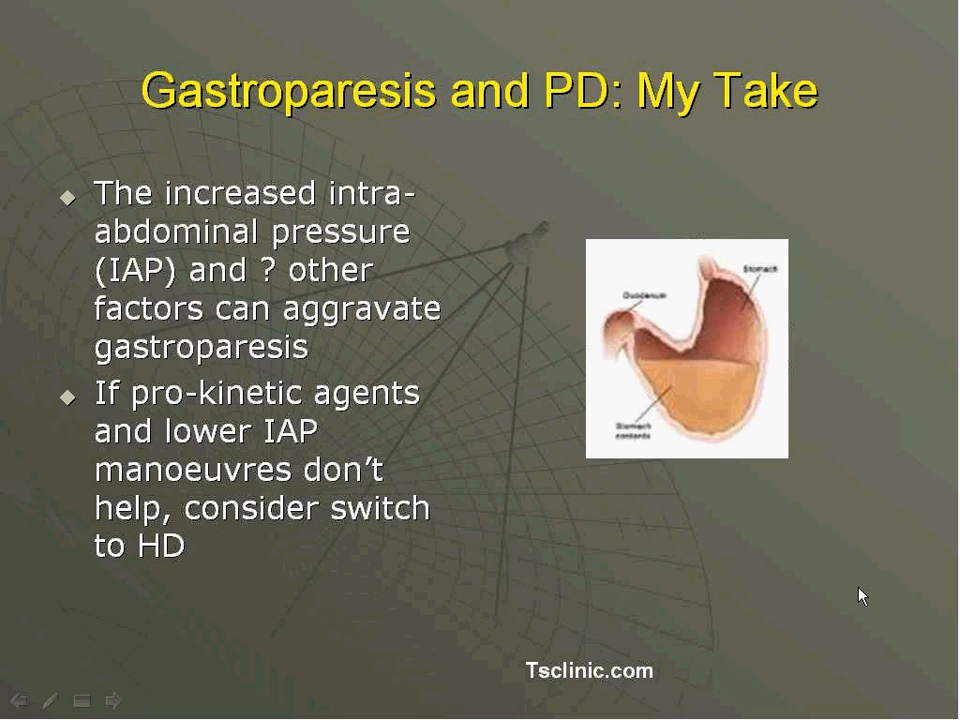 Gastroparesis and PD: My Take
The increased intra-
abdominal pressure
(IAP) and ? other
factors can aggravate
gastroparesis
If pro-kinetic agents
and lower IAP
manoeuvres don't
help, consider switch
to HD
Stomach
Duodenum
Stomach
contents
Tsclinic.com